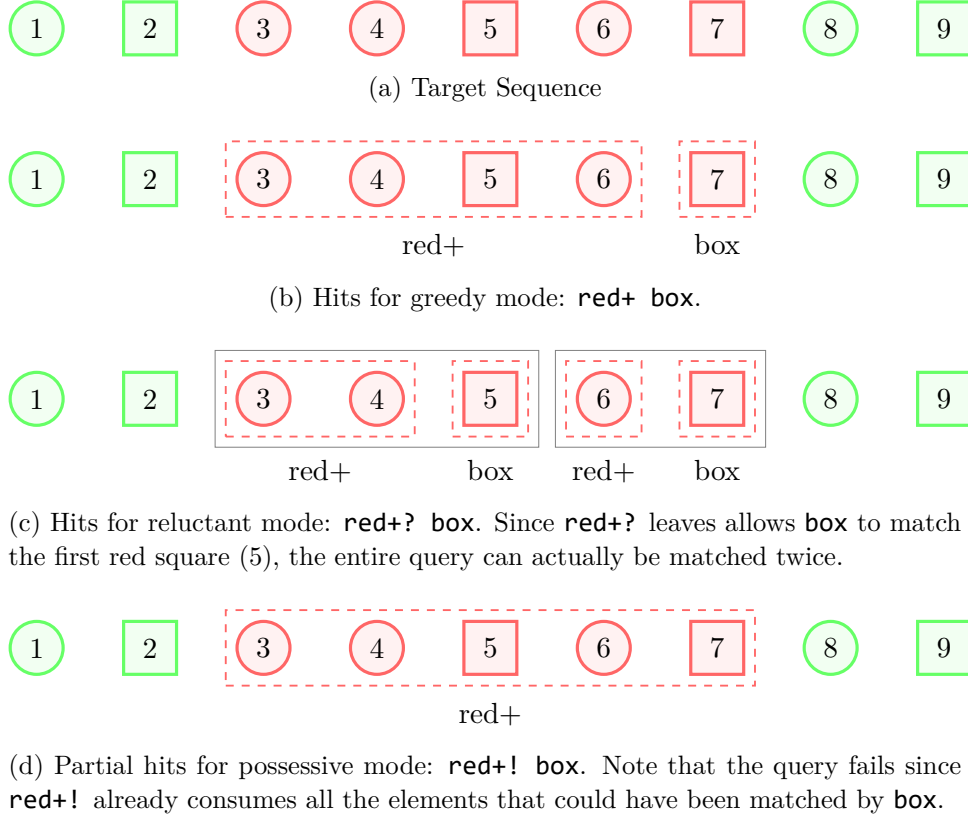 1 2 3 4 5 6 7 8 9
(a) Target Sequence
1 2 3 4 5 6 7 8 9
red+ box
(b) Hits for greedy mode: red+ box.
1 2 3 4 5 6 7 8 9
red+ box red+ box
(c) Hits for reluctant mode: red+? box. Since red+? leaves allows box to match
the first red square (5), the entire query can actually be matched twice.
1 2 3 4 5 6 7 8 9
red+
(d) Partial hits for possessive mode: red+! box. Note that the query fails since
red+! already consumes all the elements that could have been matched by box.